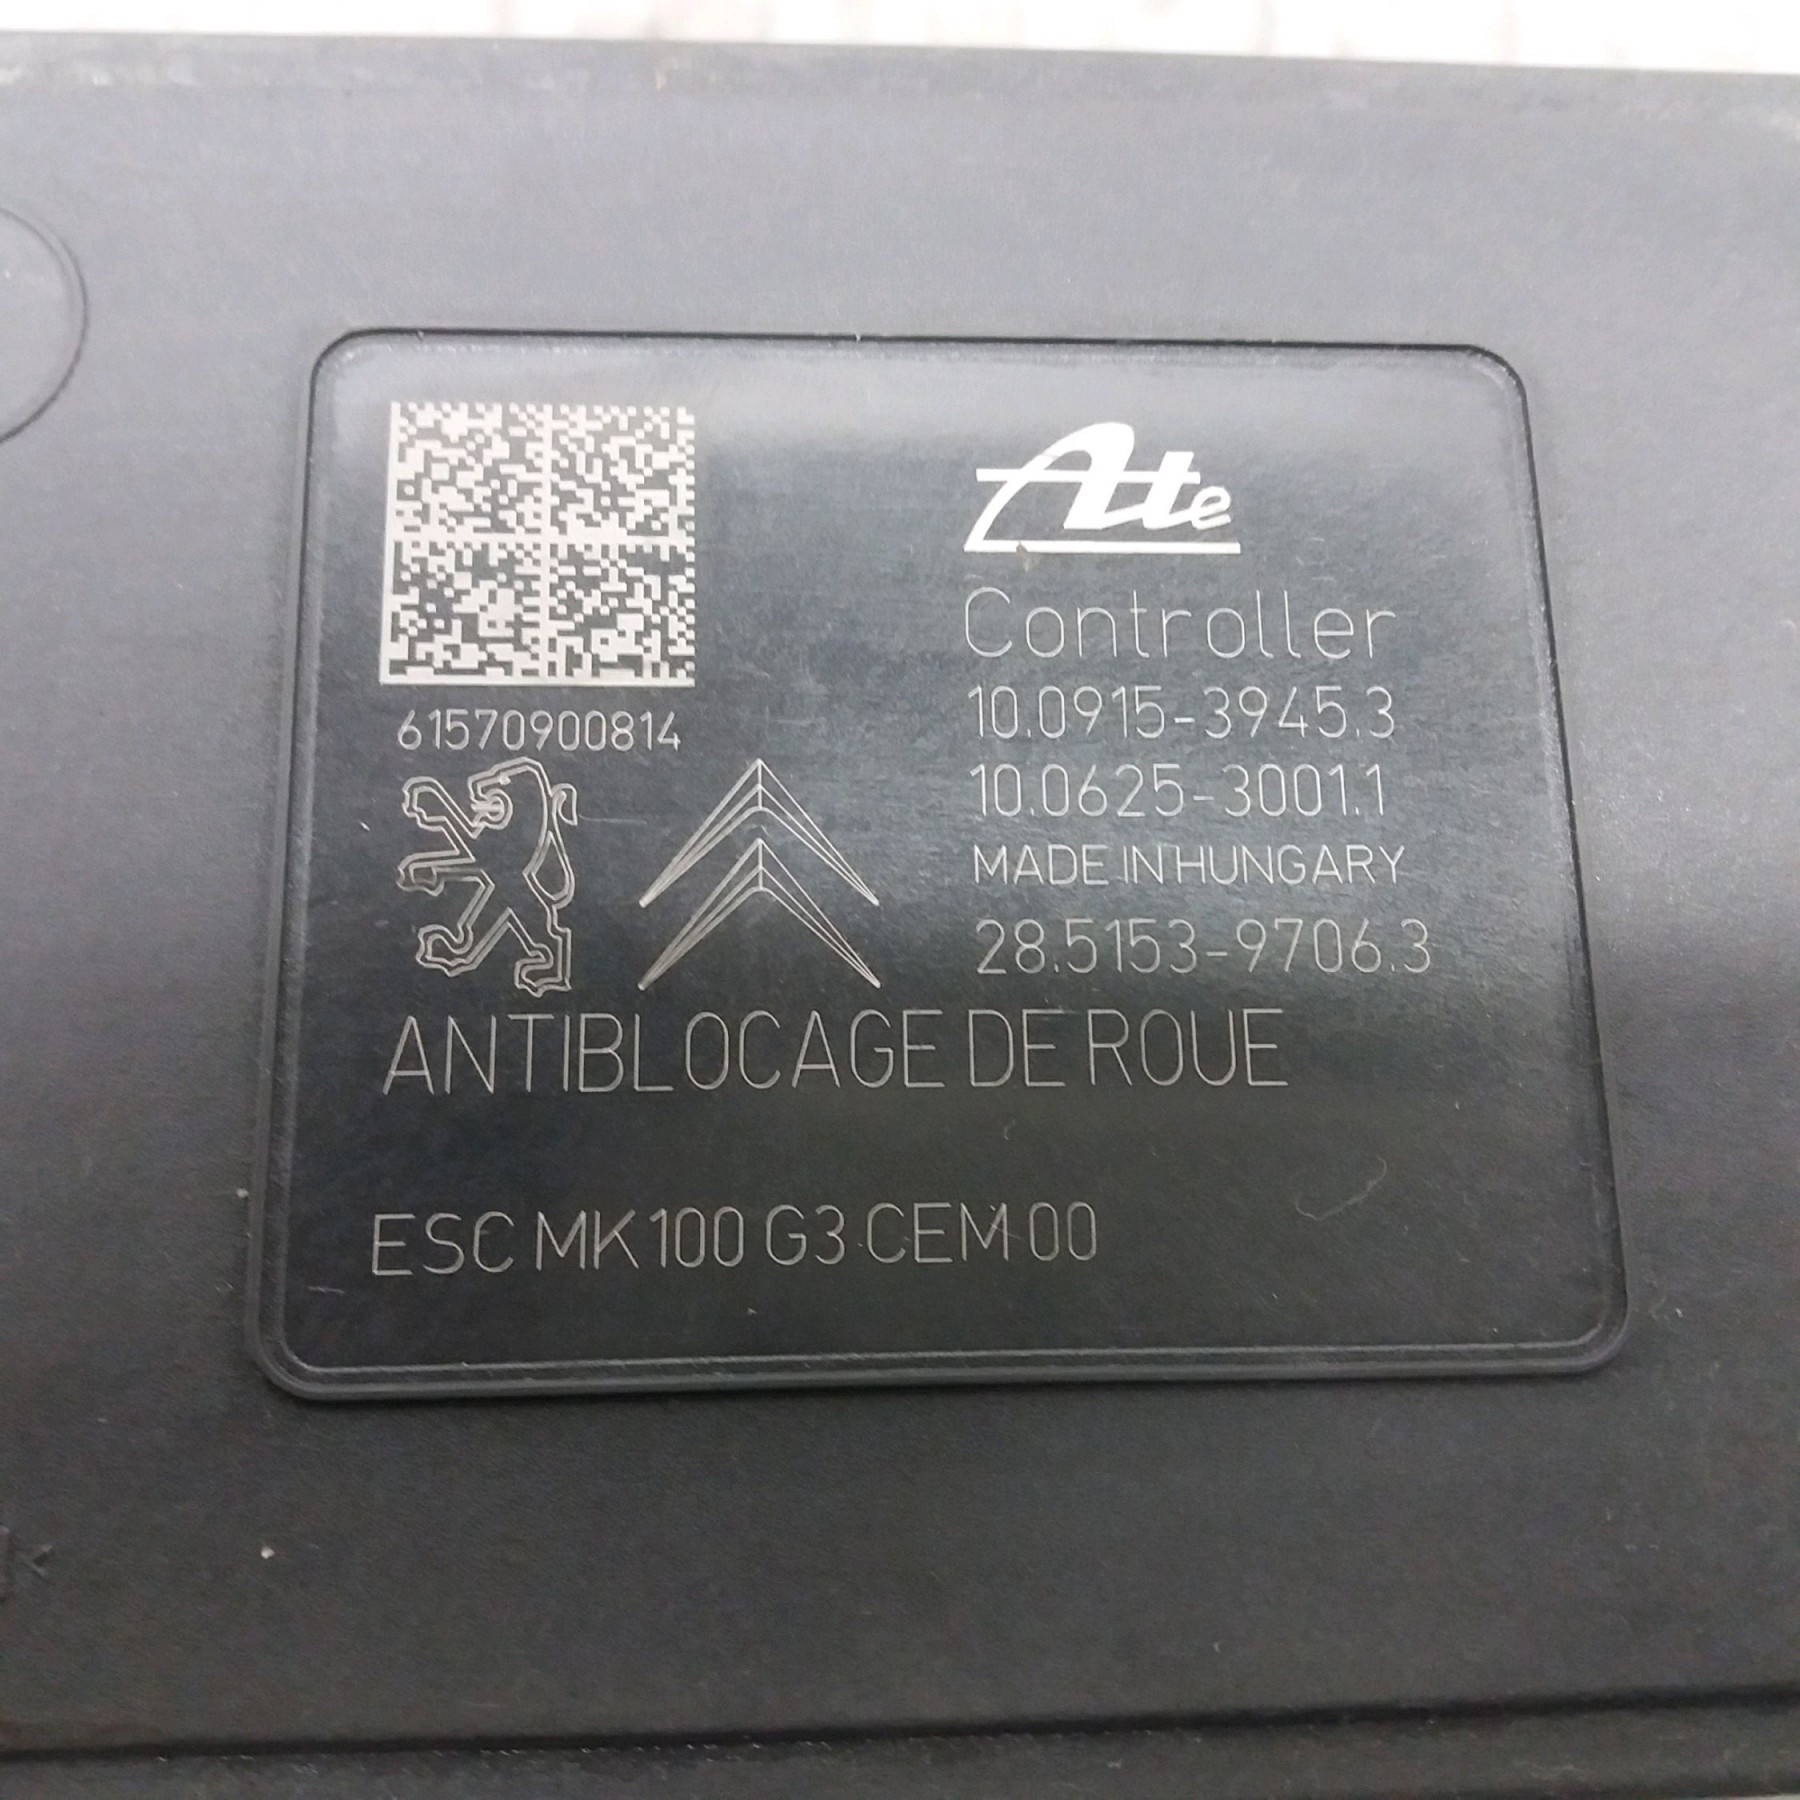 Ate
Controller
61570900814
10.0915-3945.3
10.0625-3001.1
MADE IN HUNGARY
28.5153-9706.3
ANTIBLOCAGE DE ROUE
ESC MK100 G3 CEM 00